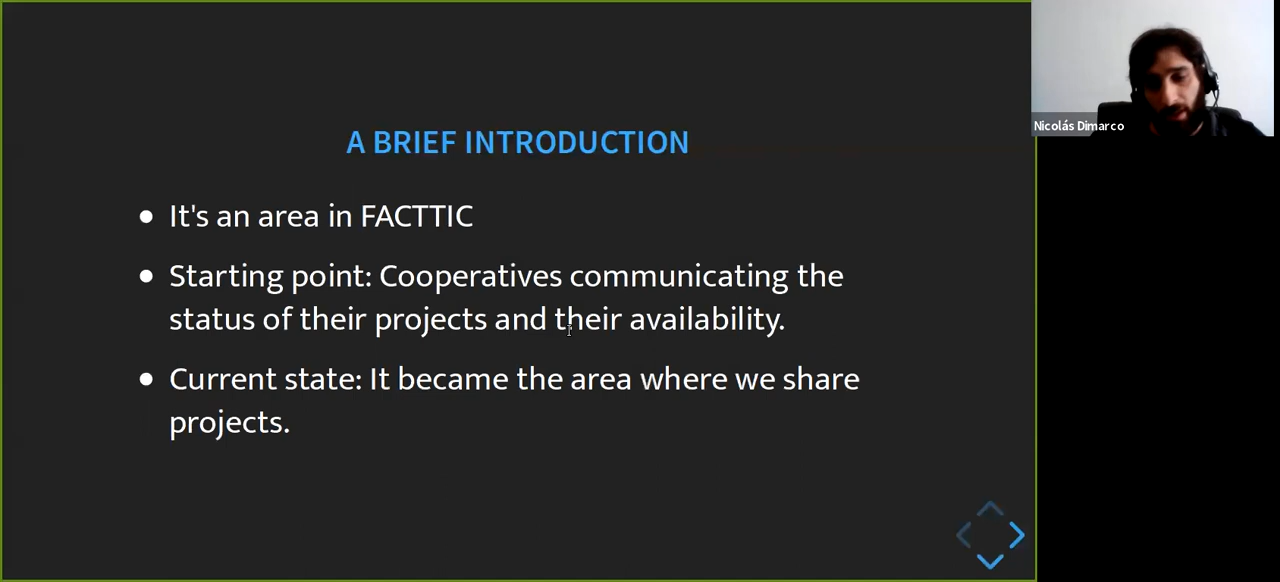 A BRIEF INTRODUCTION
It's an area in FACTTIC
Starting point: Cooperatives communicating the
status of their projects and their availability.
Current state: It became the area where we share
projects.
Nicolás Dimarco